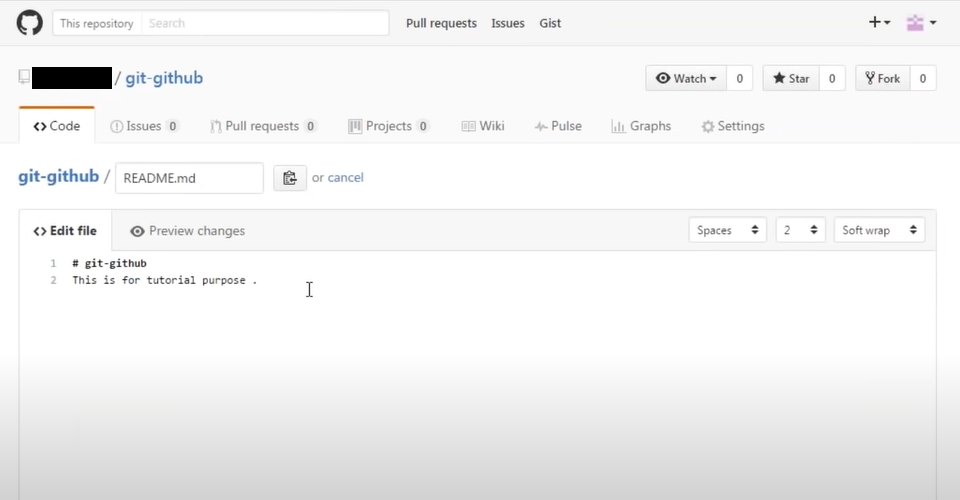 This repository Search Pull requests Issues Gist
/ git-github Watch 0 Star 0 Fork 0
Code Issues 0 Pull requests 0 Projects 0 Wiki Pulse Graphs Settings
git-github / README.md or cancel
Edit file Preview changes Spaces 2 Soft wrap
1 # git-github
2 This is for tutorial purpose .